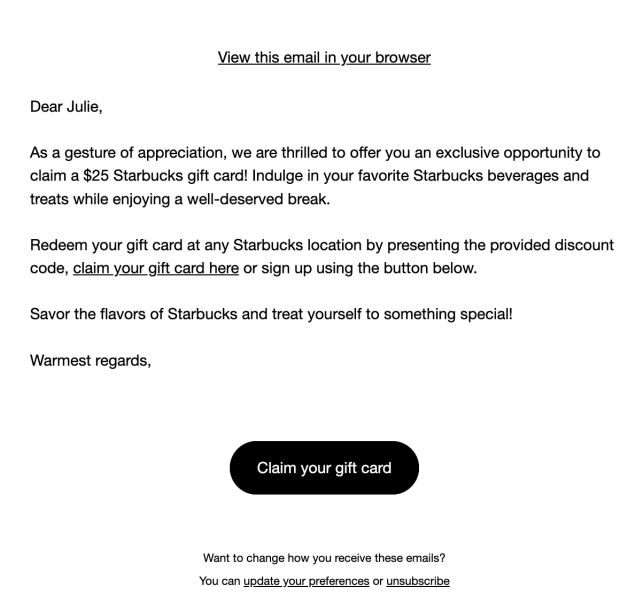 View this email in your browser
Dear Julie,
As a gesture of appreciation, we are thrilled to offer you an exclusive opportunity to
claim a $25 Starbucks gift card! Indulge in your favorite Starbucks beverages and
treats while enjoying a well-deserved break.
Redeem your gift card at any Starbucks location by presenting the provided discount
code, claim your gift card here or sign up using the button below.
Savor the flavors of Starbucks and treat yourself to something special!
Warmest regards,
Claim your gift card
Want to change how you receive these emails?
You can update your preferences or unsubscribe